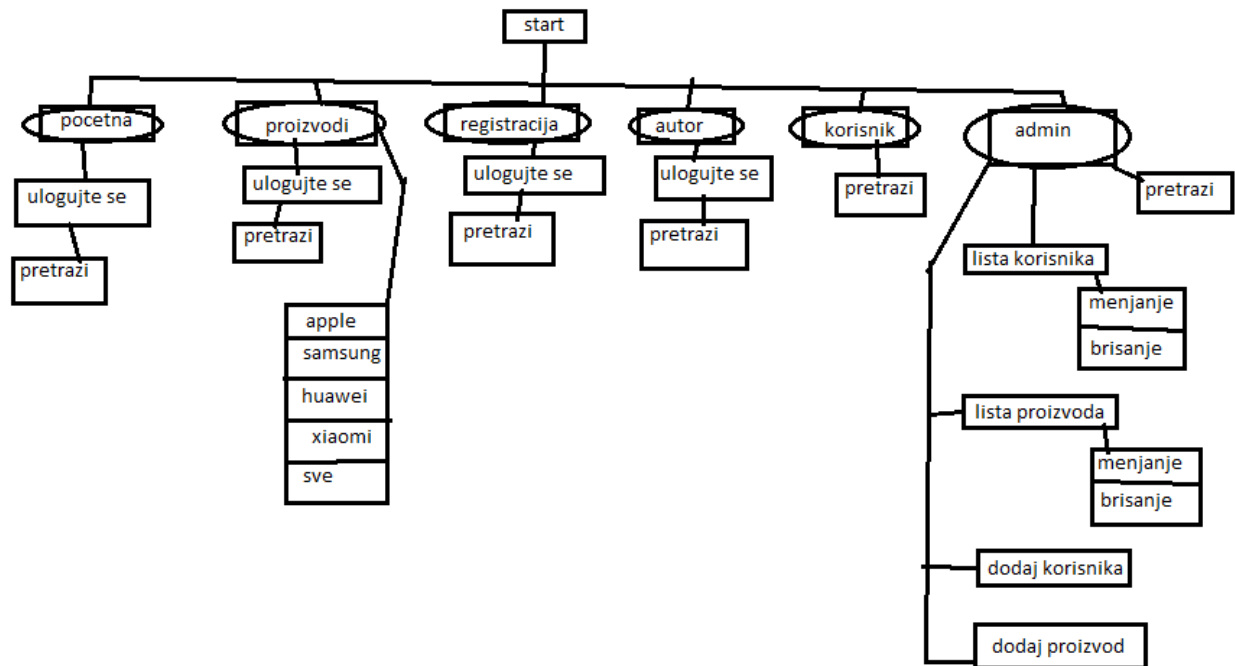 start
pocetna
proizvodi
registracija
autor
korisnik
admin
ulogujte se
ulogujte se
ulogujte se
ulogujte se
pretrazi
pretrazi
pretrazi
pretrazi
pretrazi
pretrazi
apple
samsung
huawei
xiaomi
sve
lista korisnika
menjanje
brisanje
lista proizvoda
menjanje
brisanje
dodaj korisnika
dodaj proizvod